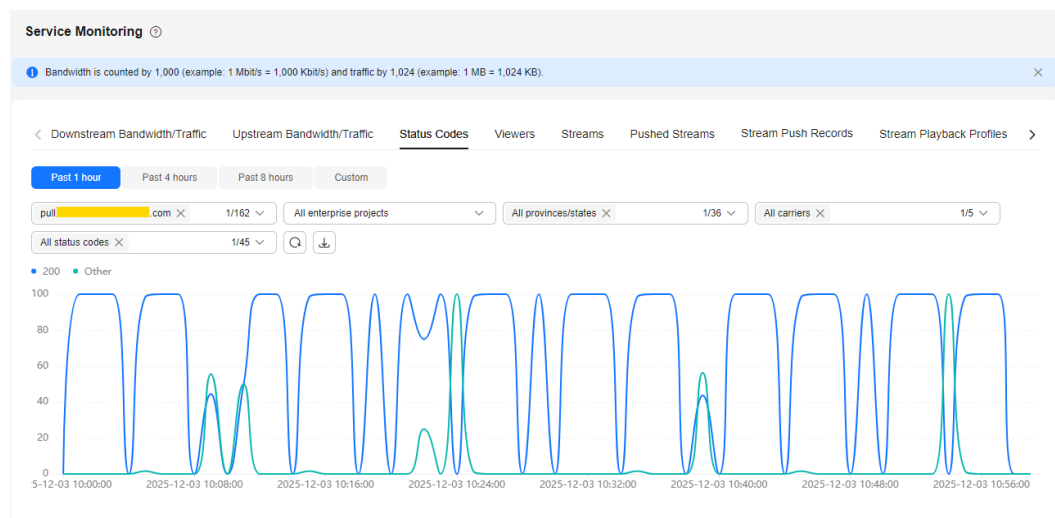 Service Monitoring ?
Bandwidth is counted by 1,000 (example: 1 Mbit/s = 1,000 Kbit/s) and traffic by 1,024 (example: 1 MB = 1,024 KB).
Downstream Bandwidth/Traffic Upstream Bandwidth/Traffic Status Codes Viewers Streams Pushed Streams Stream Push Records Stream Playback Profiles
Past 1 hour Past 4 hours Past 8 hours Custom
pull .com 1/162 All enterprise projects All provinces/states 1/36 All carriers 1/5
All status codes 1/45
200 Other
100
80
60
40
20
0
5-12-03 10:00:00 2025-12-03 10:08:00 2025-12-03 10:16:00 2025-12-03 10:24:00 2025-12-03 10:32:00 2025-12-03 10:40:00 2025-12-03 10:48:00 2025-12-03 10:56:00